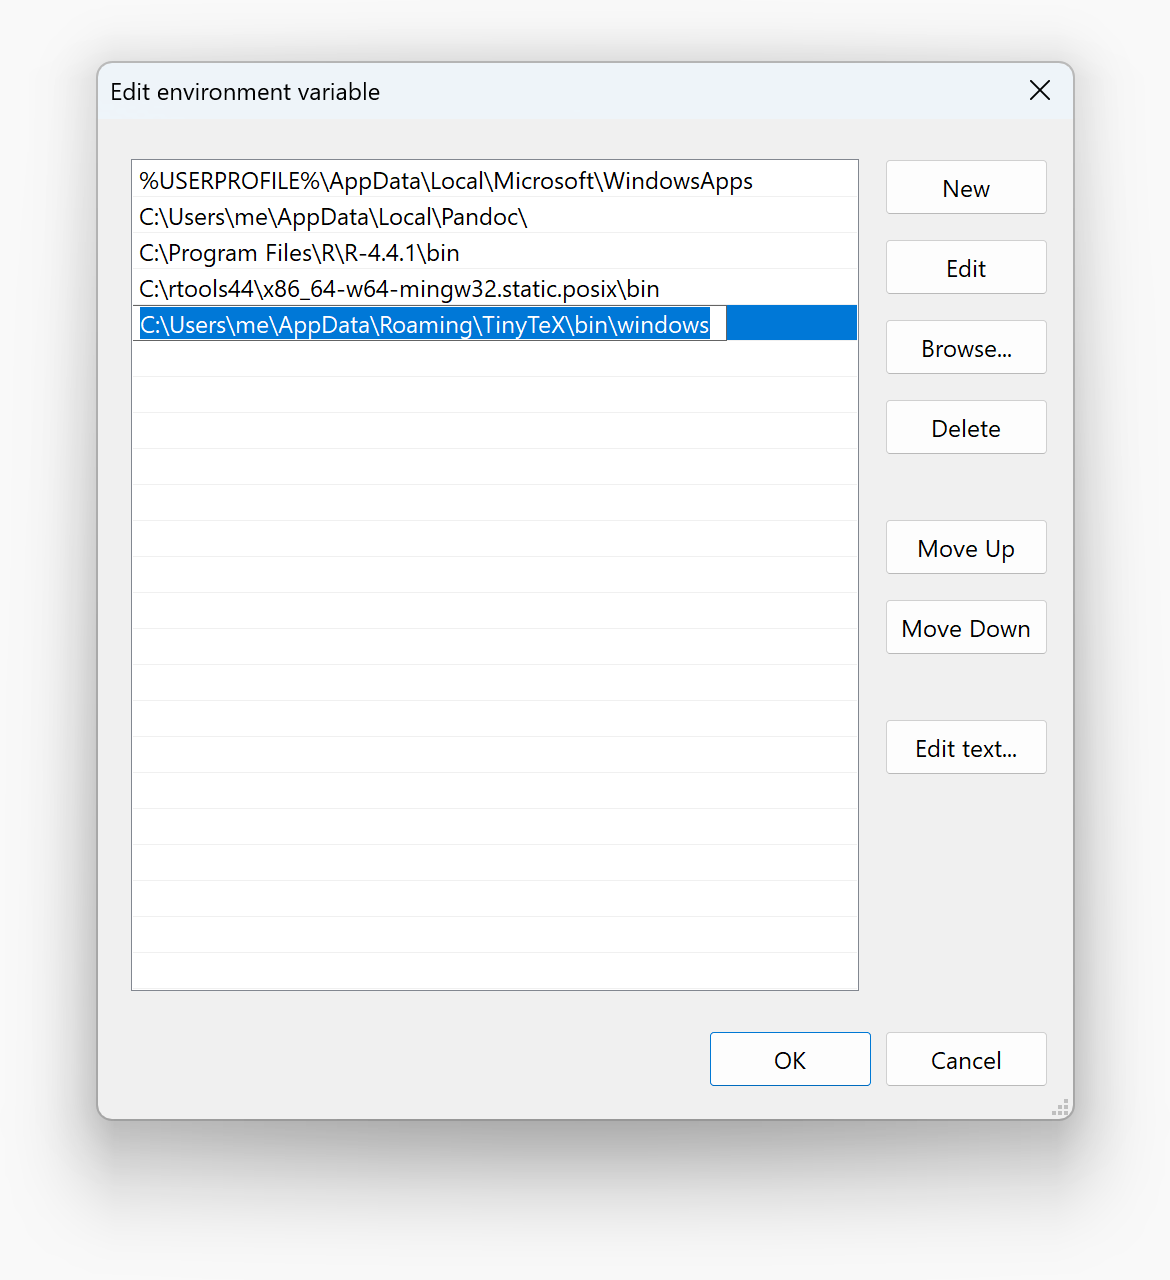 Edit environment variable
%USERPROFILE%\AppData\Local\Microsoft\WindowsApps
C:\Users\me\AppData\Local\Pandoc\
C:\Program Files\R\R-4.4.1\bin
C:\rtools44\x86_64-w64-mingw32.static.posix\bin
C:\Users\me\AppData\Roaming\TinyTeX\bin\windows
New
Edit
Browse...
Delete
Move Up
Move Down
Edit text...
OK
Cancel